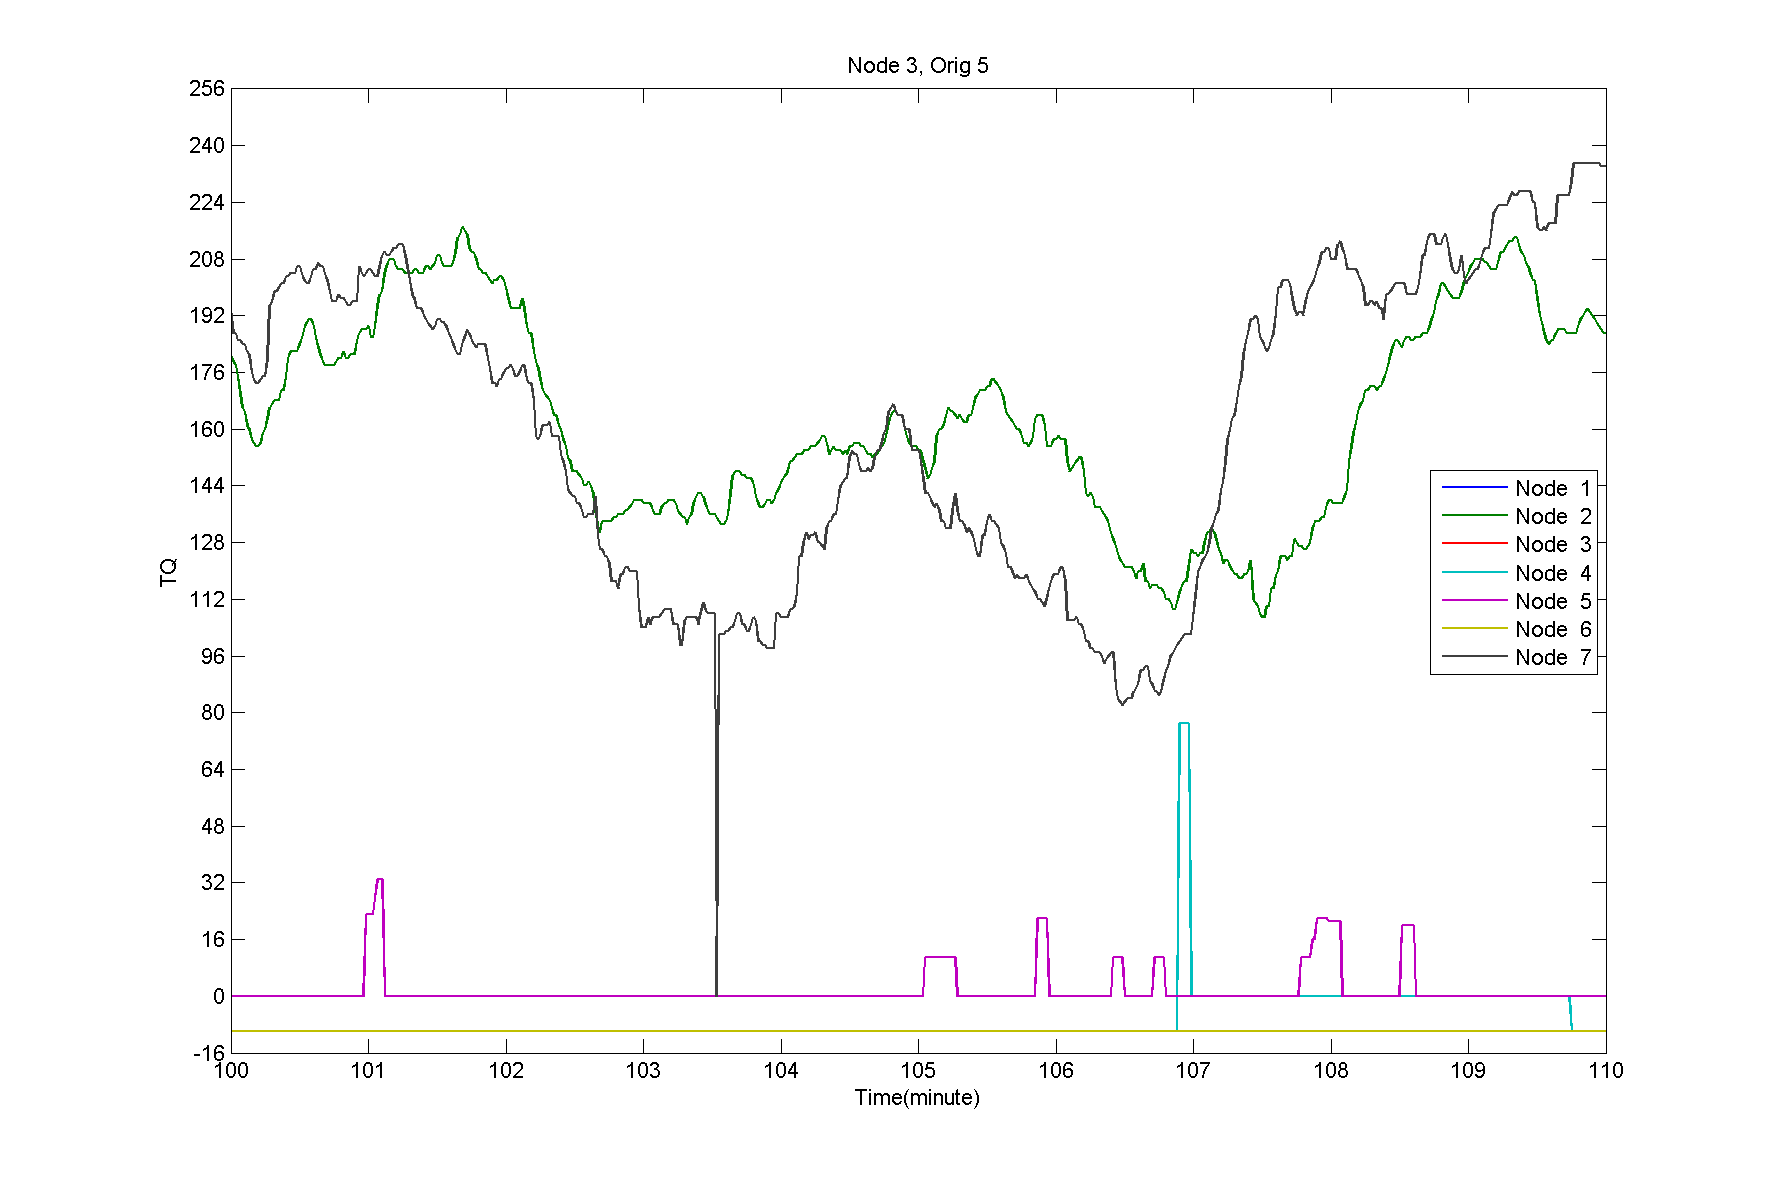 Node 3, Orig 5
256
240
224
208
192
176
160
144
128
112
96
80
64
48
32
16
0
-16
TQ
Node 1
Node 2
Node 3
Node 4
Node 5
Node 6
Node 7
100 101 102 103 104 105 106 107 108 109 110
Time(minute)